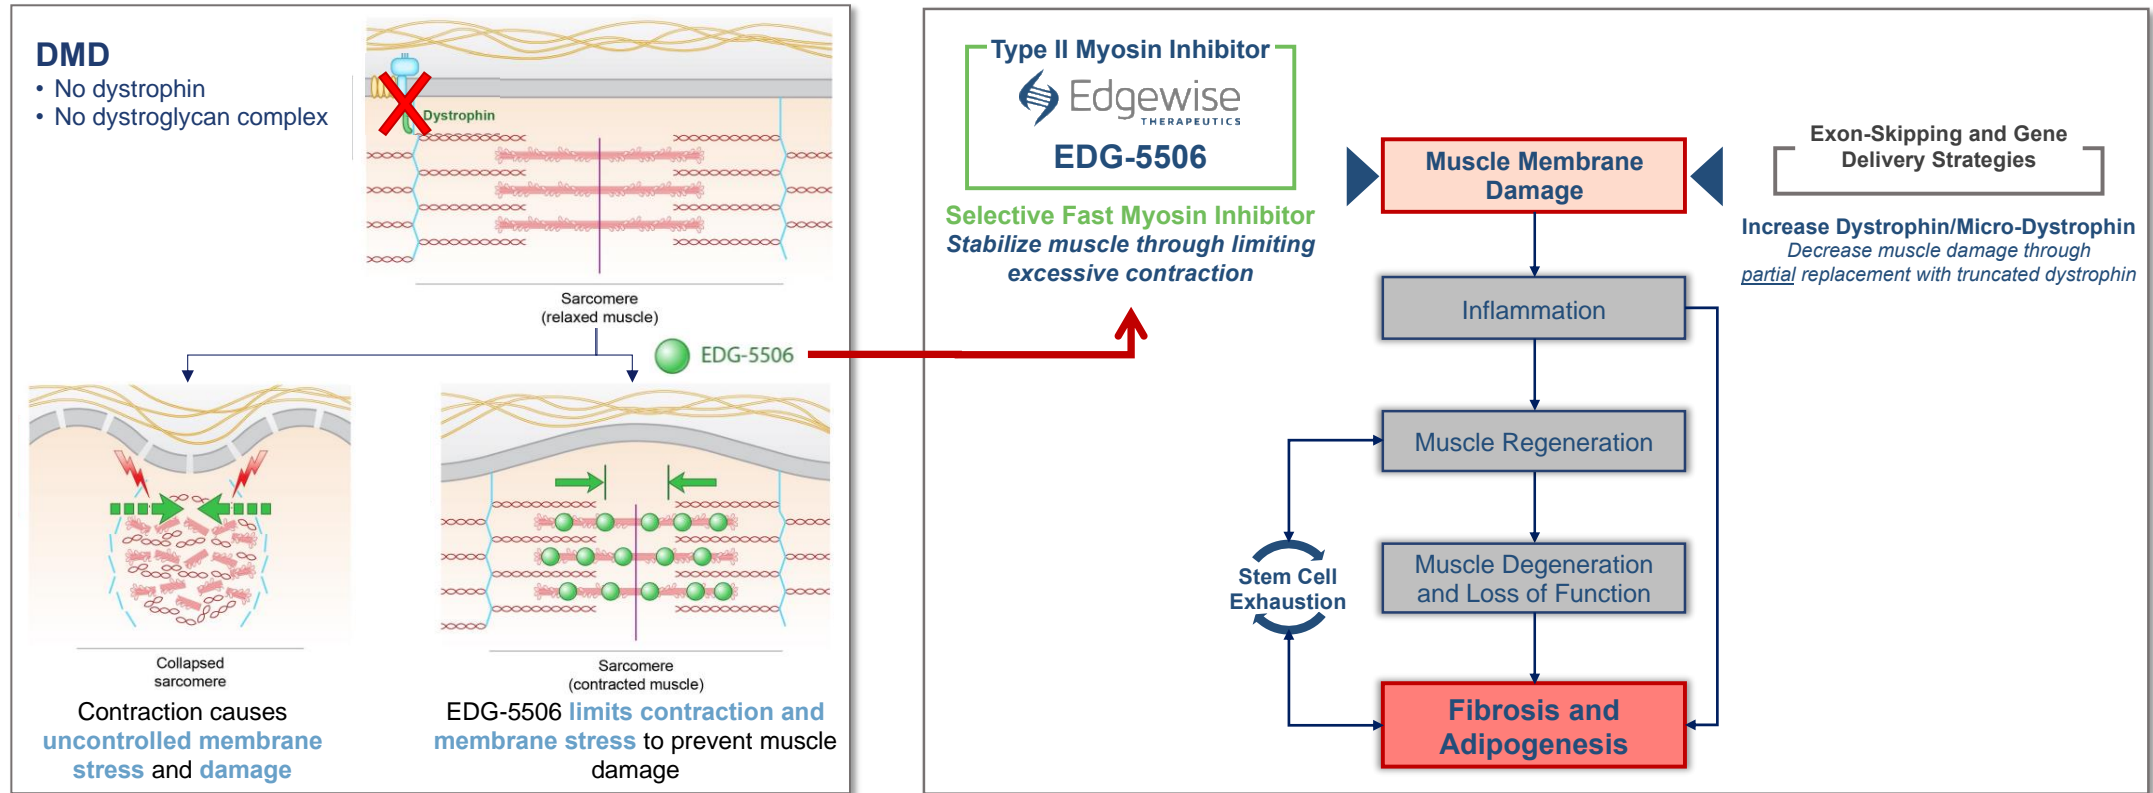 DMD
• No dystrophin
• No dystroglycan complex
Dystrophin
Sarcomere
(relaxed muscle)
EDG-5506
Collapsed
sarcomere
Contraction causes
uncontrolled membrane
stress and damage
Sarcomere
(contracted muscle)
EDG-5506 limits contraction and
membrane stress to prevent muscle
damage
Type II Myosin Inhibitor
Edgewise
THERAPEUTICS
EDG-5506
Selective Fast Myosin Inhibitor
Stabilize muscle through limiting
excessive contraction
Muscle Membrane
Damage
Exon-Skipping and Gene
Delivery Strategies
Increase Dystrophin/Micro-Dystrophin
Decrease muscle damage through
partial replacement with truncated dystrophin
Inflammation
Muscle Regeneration
Stem Cell
Exhaustion
Muscle Degeneration
and Loss of Function
Fibrosis and
Adipogenesis